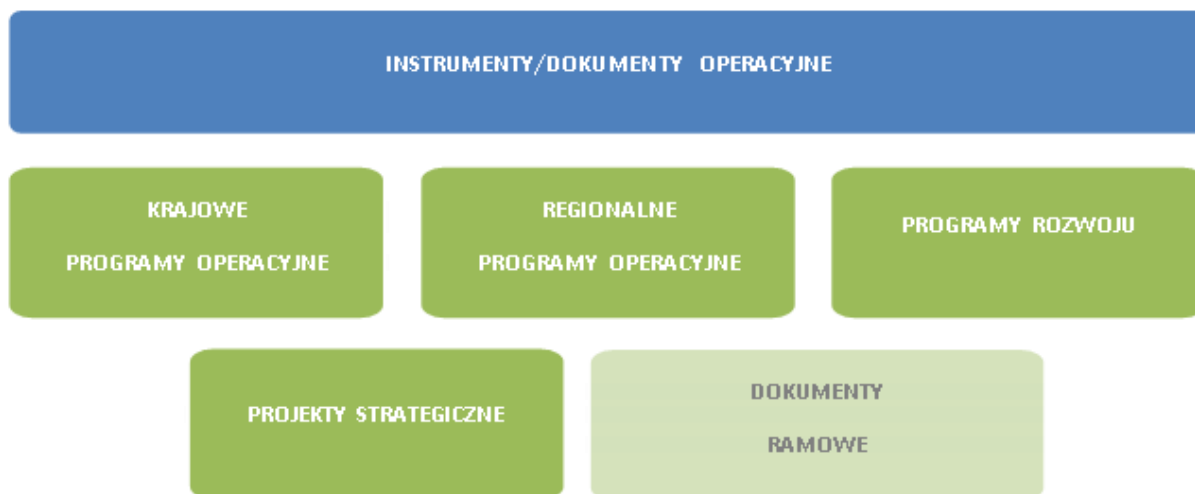 INSTRUMENTY/DOKUMENTY OPERACYJNE
KRAJOWE
PROGRAMY OPERACYJNE
REGIONALNE
PROGRAMY OPERACYJNE
PROGRAMY ROZWOJU
PROJEKTY STRATEGICZNE
DOKUMENTY
RAMOWE